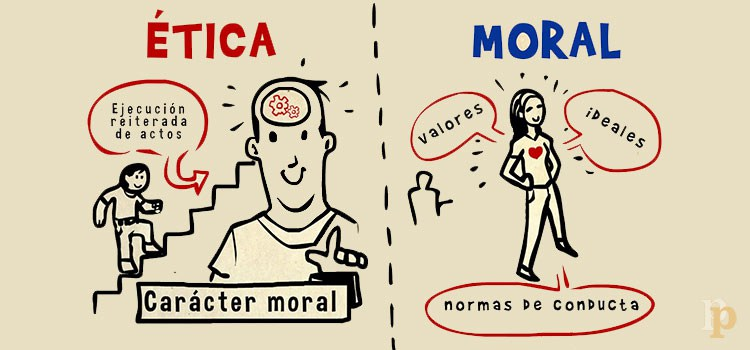 ÉTICA
Ejecución
reiterada
de actos
Carácter moral
MORAL
valores
ideales
normas de conducta